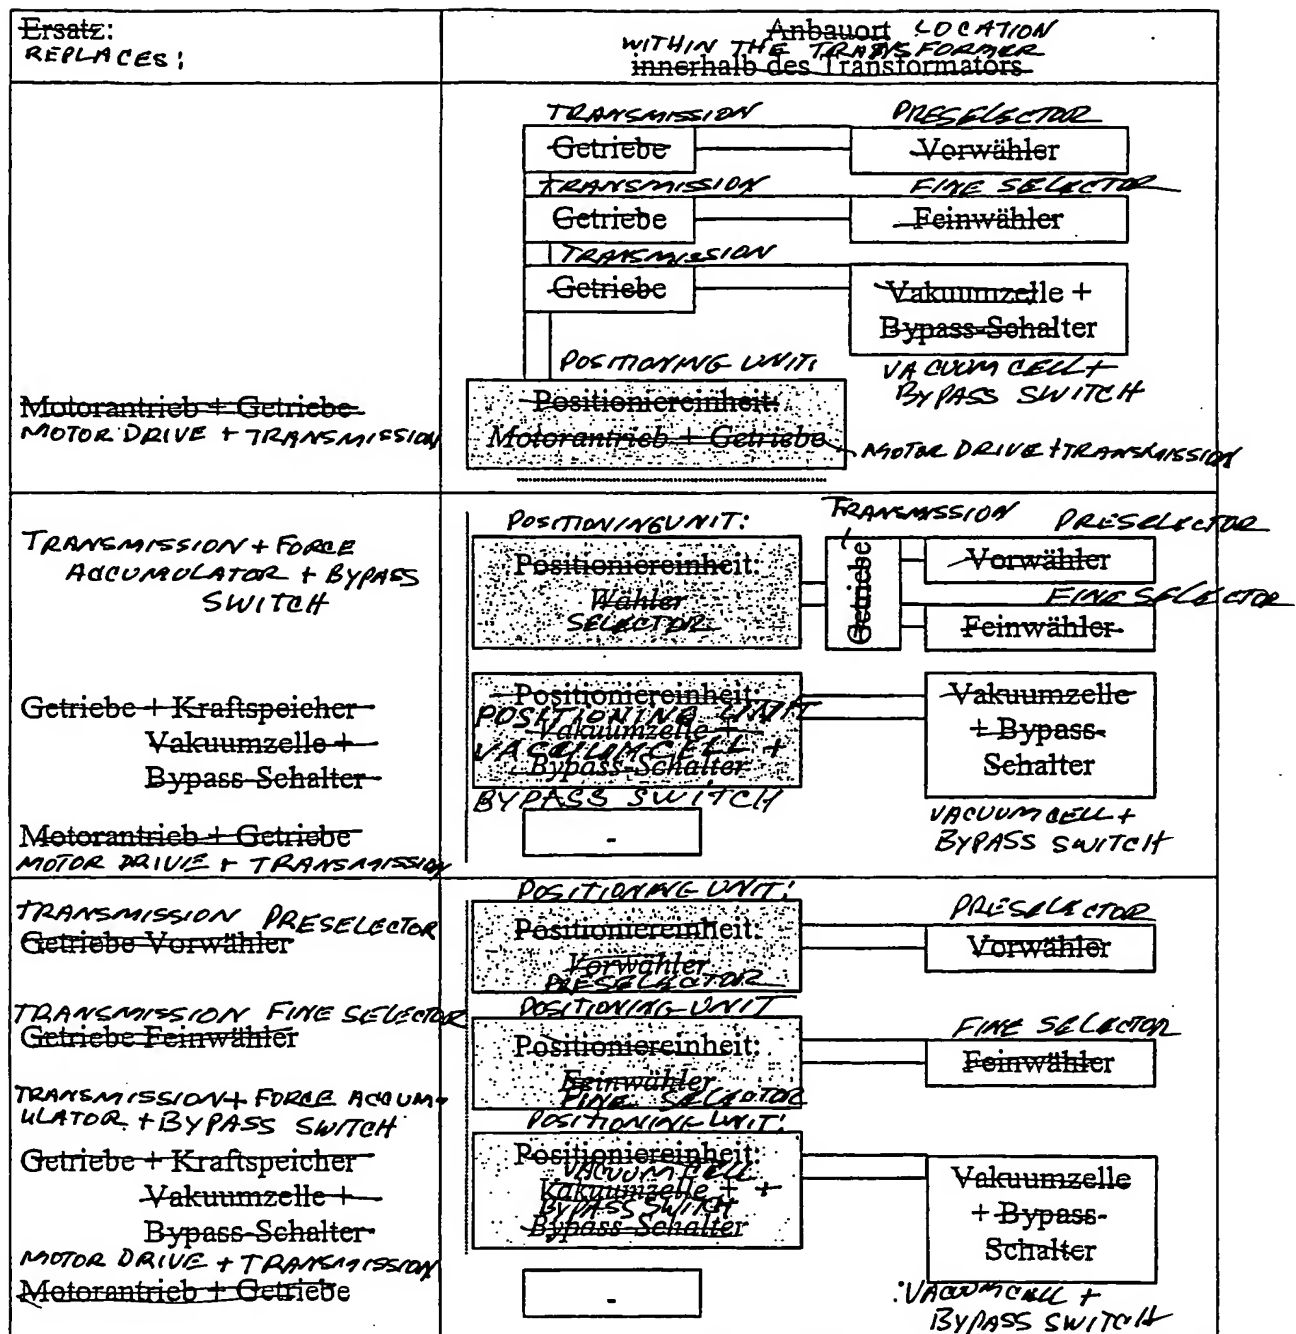 Ersatz:
REPLACES:
Anbauort LOCATION
WITHIN THE TRANSFORMER
innerhalb des Transformators
TRANSMISSION
PRESELECTOR
Getriebe
Vorwähler
TRANSMISSION
FINE SELECTOR
Getriebe
Feinwähler
TRANSMISSION
Getriebe
Vakuumzelle +
Bypass-Schalter
VACUUM CELL +
BYPASS SWITCH
POSITIONING UNIT:
Positioniereinheit:
Motorantrieb + Getriebe
MOTOR DRIVE + TRANSMISSION
Motorantrieb + Getriebe
MOTOR DRIVE + TRANSMISSION
TRANSMISSION + FORCE
ACCUMULATOR + BYPASS
SWITCH
Getriebe + Kraftspeicher
Vakuumzelle +
Bypass-Schalter
Motorantrieb + Getriebe
MOTOR DRIVE + TRANSMISSION
POSITIONING UNIT:
Positioniereinheit:
Wähler
SELECTOR
TRANSMISSION
Getriebe
PRESELECTOR
Vorwähler
FINE SELECTOR
Feinwähler
Positioniereinheit:
POSITIONING UNIT
Vakuumzelle +
VACUUM CELL +
Bypass-Schalter
BYPASS SWITCH
Vakuumzelle
+ Bypass-
Schalter
VACUUM CELL +
BYPASS SWITCH
-
TRANSMISSION PRESELECTOR
Getriebe Vorwähler
TRANSMISSION FINE SELECTOR
Getriebe Feinwähler
TRANSMISSION + FORCE ACCUM-
ULATOR + BYPASS SWITCH
Getriebe + Kraftspeicher
Vakuumzelle +
Bypass-Schalter
MOTOR DRIVE + TRANSMISSION
Motorantrieb + Getriebe
POSITIONING UNIT:
Positioniereinheit:
Vorwähler
PRESELECTOR
PRESELECTOR
Vorwähler
POSITIONING UNIT
Positioniereinheit:
Feinwähler
FINE SELECTOR
FINE SELECTOR
Feinwähler
POSITIONING UNIT:
Positioniereinheit:
VACUUM CELL
Vakuumzelle + +
BYPASS SWITCH
Bypass-Schalter
Vakuumzelle
+ Bypass-
Schalter
VACUUM CELL +
BYPASS SWITCH
-